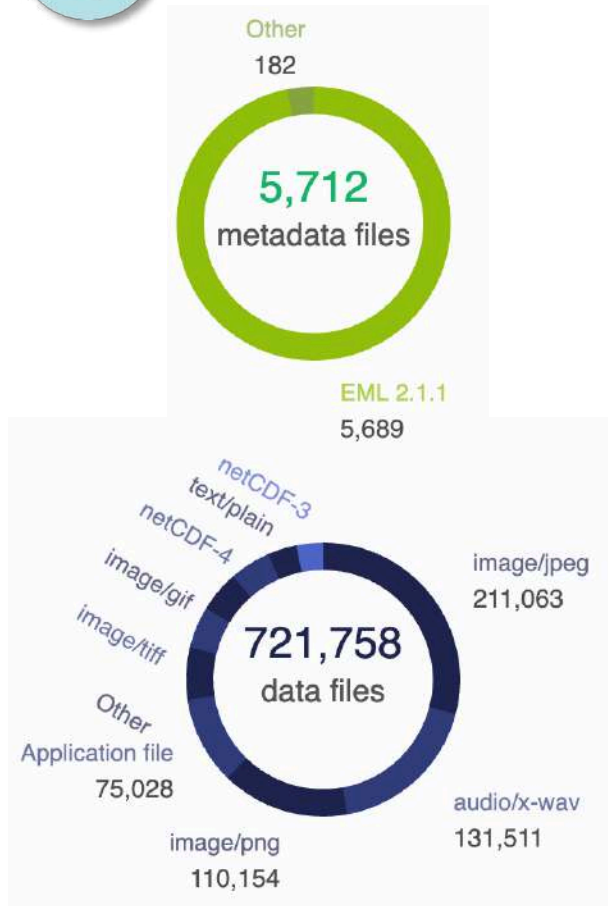 Other
182
5,712
metadata files
EML 2.1.1
5,689
netCDF-3
text/plain
netCDF-4
image/gif
image/tiff
Other
Application file
75,028
image/png
110,154
721,758
data files
image/jpeg
211,063
audio/x-wav
131,511